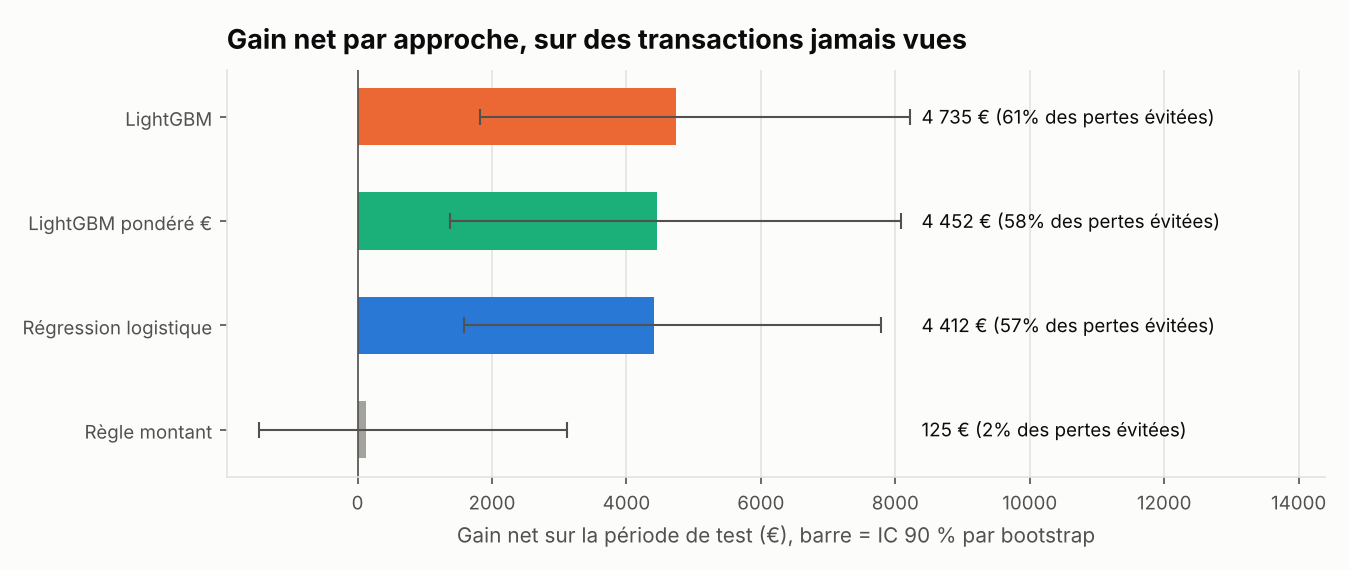 Gain net par approche, sur des transactions jamais vues
LightGBM
4 735 € (61% des pertes évitées)
LightGBM pondéré €
4 452 € (58% des pertes évitées)
Régression logistique
4 412 € (57% des pertes évitées)
Règle montant
125 € (2% des pertes évitées)
0 2000 4000 6000 8000 10000 12000 14000
Gain net sur la période de test (€), barre = IC 90 % par bootstrap